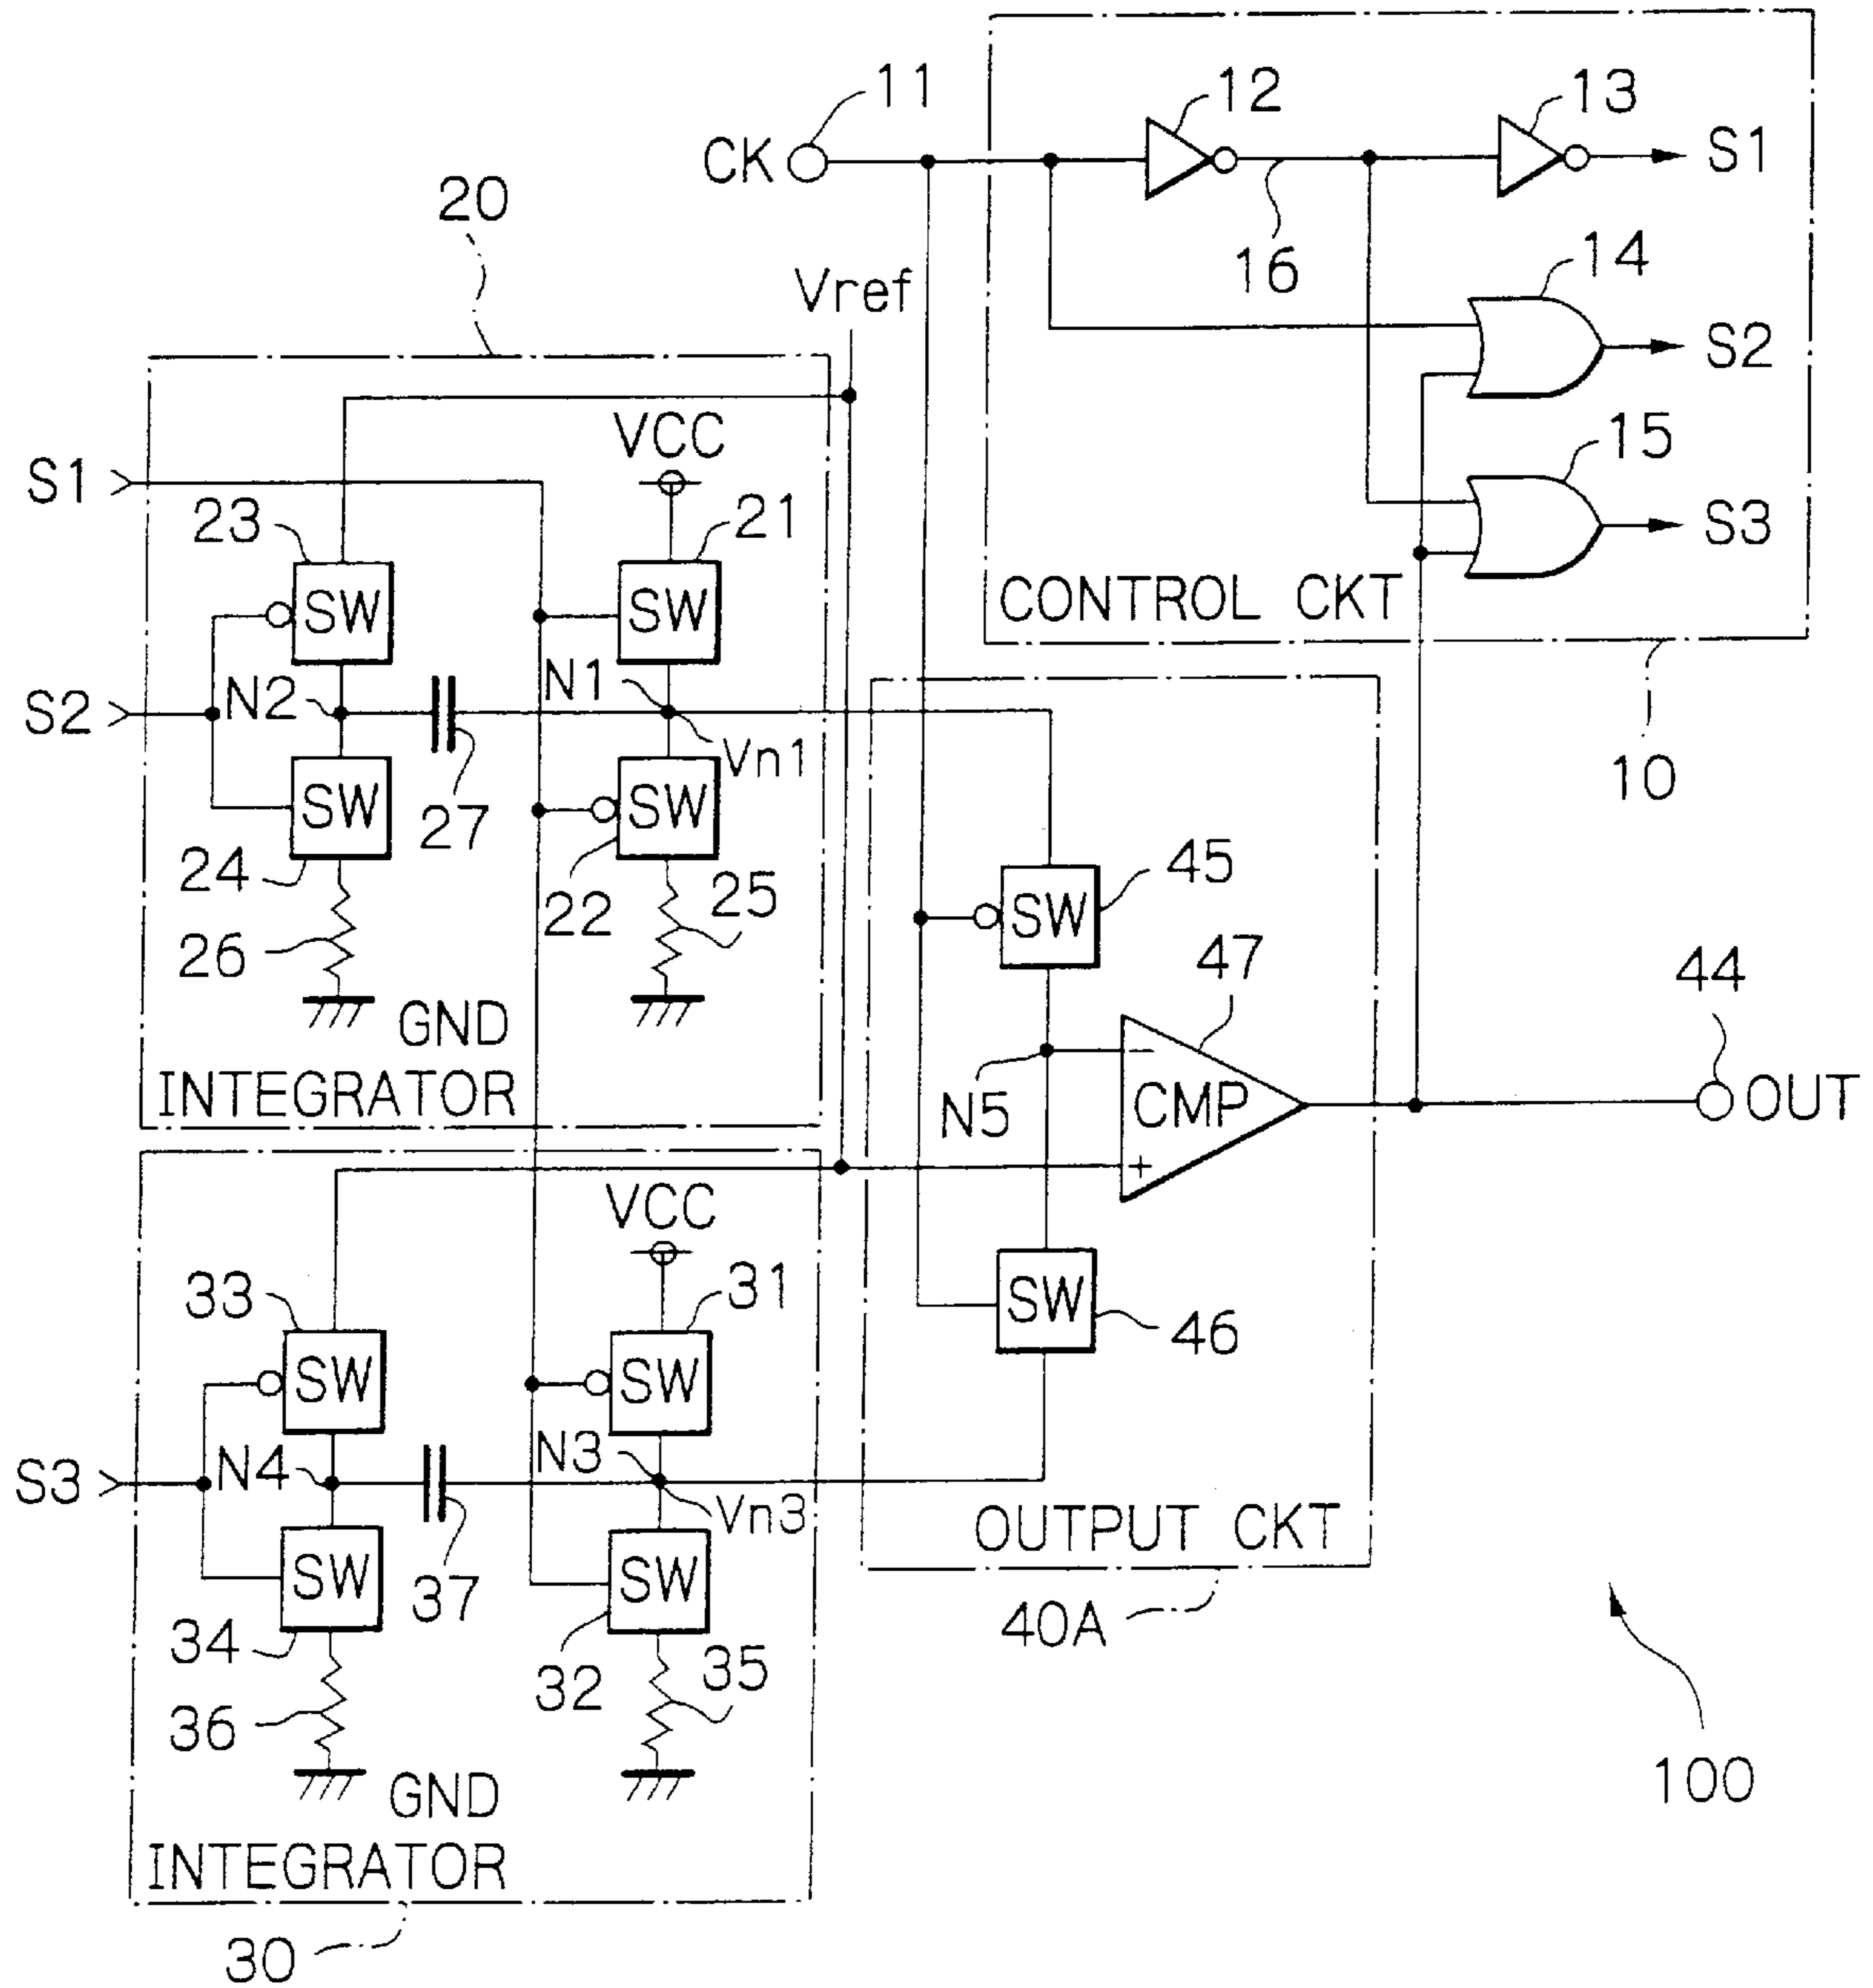 11
12
13
CK
S1
20
16
14
Vref
S2
VCC
15
S1
23
21
S3
SW
SW
CONTROL CKT
N1
N2
S2
Vn1
10
SW
SW
27
45
24
22
25
SW
26
47
44
GND
N5
CMP
OUT
INTEGRATOR
−
+
VCC
33
31
SW
46
SW
SW
N3
N4
S3
Vn3
OUTPUT CKT
SW
SW
37
40A
34
32
35
36
100
GND
INTEGRATOR
30